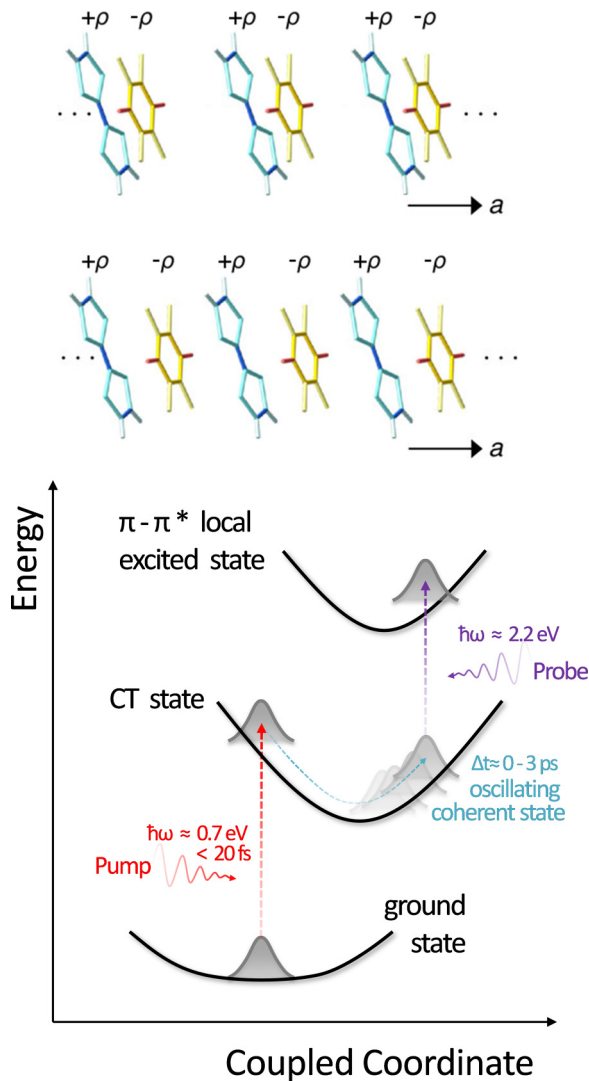 +ρ -ρ +ρ -ρ +ρ -ρ
. . . . . .
a
+ρ -ρ +ρ -ρ +ρ -ρ
. . . . . .
a
Energy
π - π * local
excited state
ħω ≈ 2.2 eV
Probe
CT state
Δt≈ 0 - 3 ps
oscillating
coherent state
ħω ≈ 0.7 eV
< 20 fs
Pump
ground
state
Coupled Coordinate